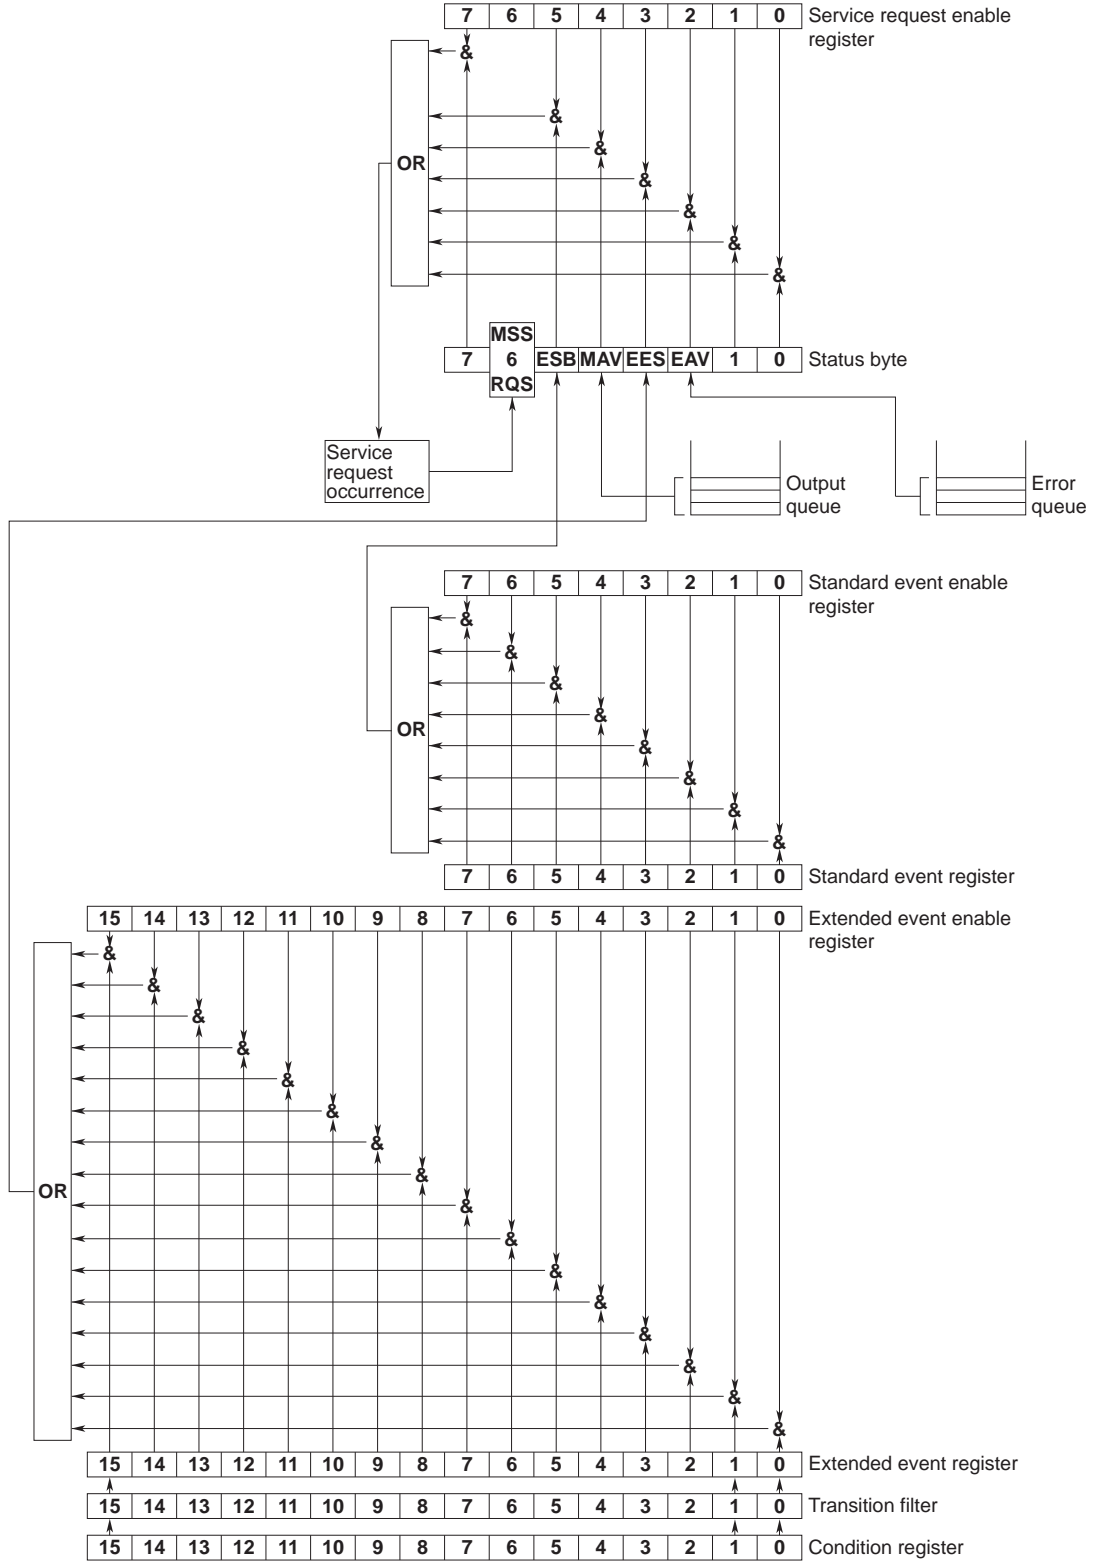 7 6 5 4 3 2 1 0 Service request enable
register
&
&
&
OR
&
&
&
&
MSS
7 6 ESB MAV EES EAV 1 0 Status byte
RQS
Service
request
occurrence
Output
queue
Error
queue
7 6 5 4 3 2 1 0 Standard event enable
register
&
&
&
&
OR
&
&
&
&
7 6 5 4 3 2 1 0 Standard event register
15 14 13 12 11 10 9 8 7 6 5 4 3 2 1 0 Extended event enable
register
&
&
&
&
&
&
&
&
OR
&
&
&
&
&
&
&
&
15 14 13 12 11 10 9 8 7 6 5 4 3 2 1 0 Extended event register
15 14 13 12 11 10 9 8 7 6 5 4 3 2 1 0 Transition filter
15 14 13 12 11 10 9 8 7 6 5 4 3 2 1 0 Condition register